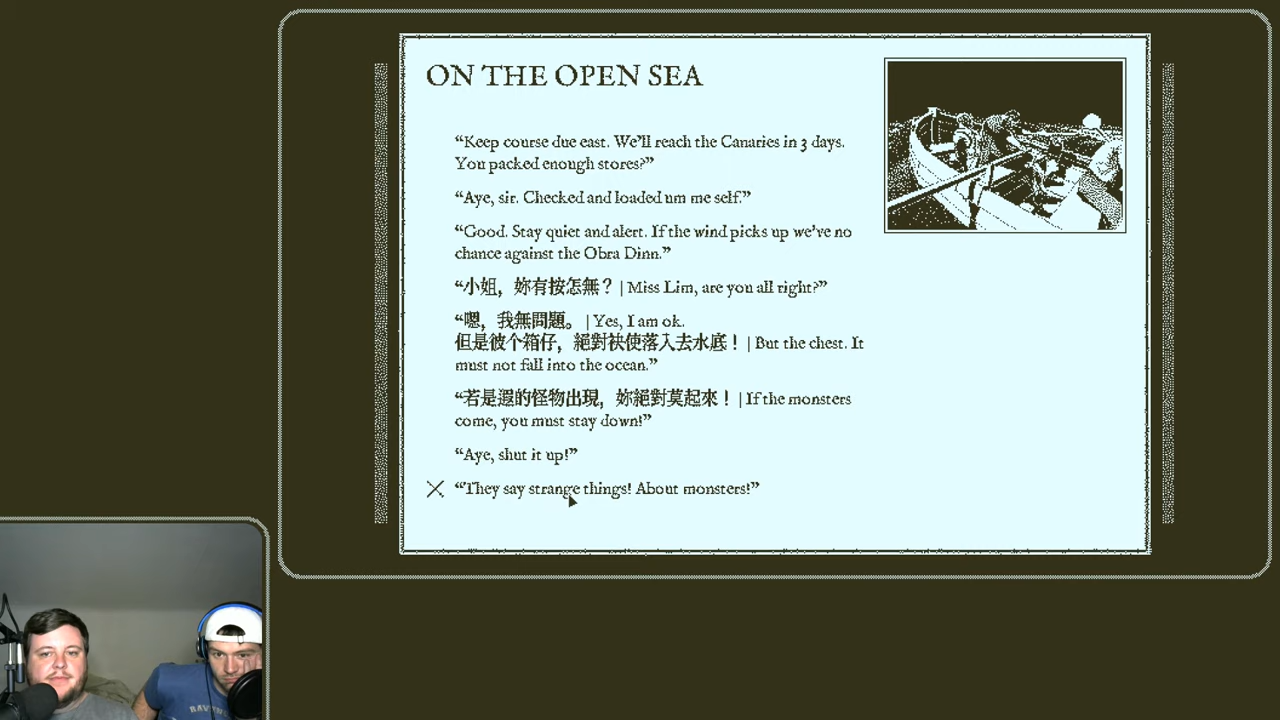 ON THE OPEN SEA
“Keep course due east. We’ll reach the Canaries in 3 days.
You packed enough stores?”
“Aye, sir. Checked and loaded um me self.”
“Good. Stay quiet and alert. If the wind picks up we’ve no
chance against the Obra Dinn.”
“小姐，妳有按怎無？ | Miss Lim, are you all right?”
“嗯，我無問題。 | Yes, I am ok.
但是彼个箱仔，絕對袂使落入去水底！ | But the chest. It
must not fall into the ocean.”
“若是遐的怪物出現，妳絕對莫起來！ | If the monsters
come, you must stay down!”
“Aye, shut it up!”
“They say strange things! About monsters!”